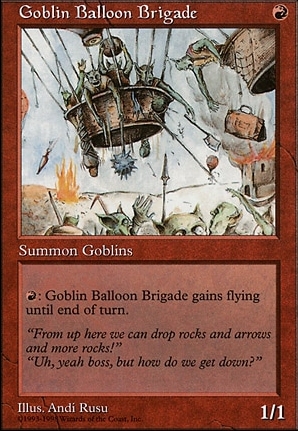 Goblin Balloon Brigade
Summon Goblins
: Goblin Balloon Brigade gains flying
until end of turn.
"From up here we can drop rocks and arrows
and more rocks!"
"Uh, yeah boss, but how do we get down?"
Illus. Andi Rusu
1/1